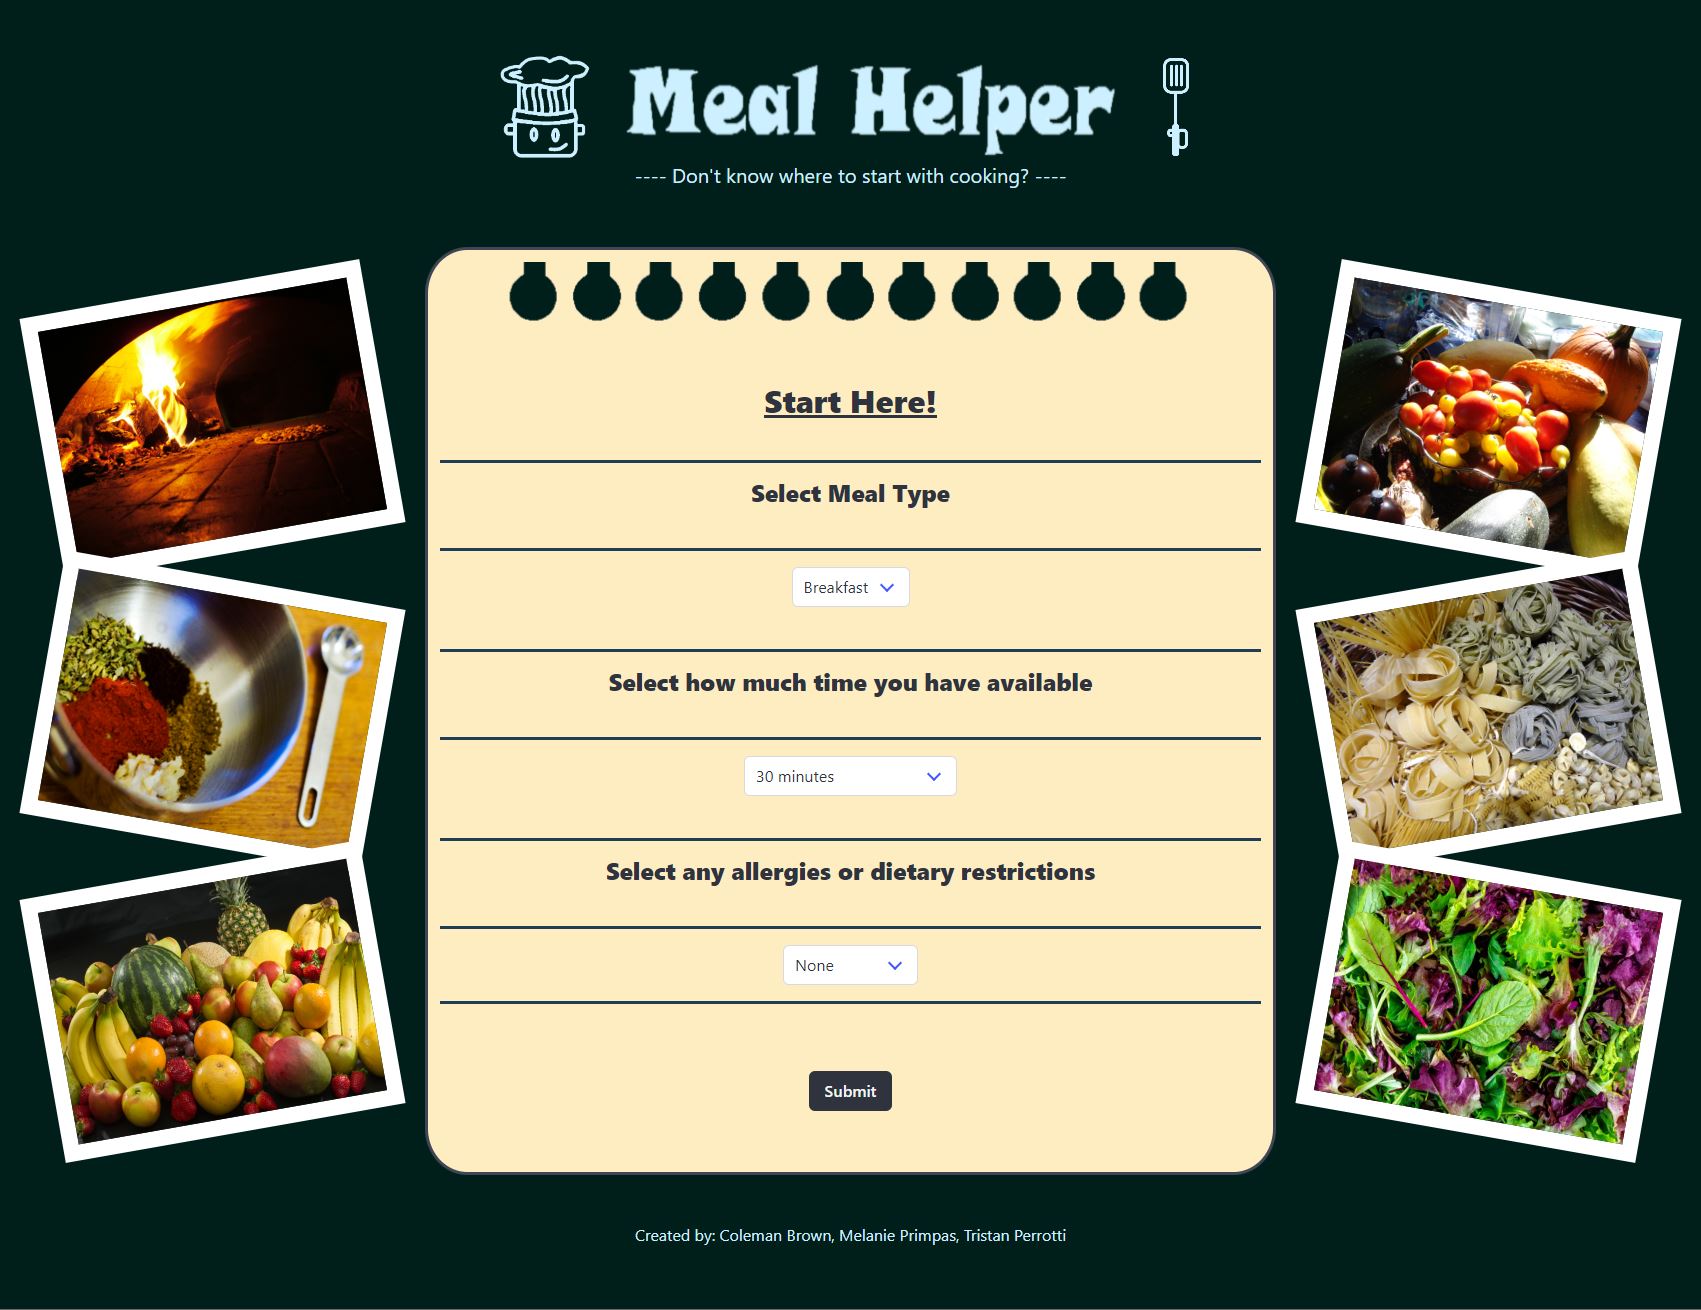 Meal Helper
---- Don't know where to start with cooking? ----
Start Here!
Select Meal Type
Breakfast
Select how much time you have available
30 minutes
Select any allergies or dietary restrictions
None
Submit
Created by: Coleman Brown, Melanie Primpas, Tristan Perrotti